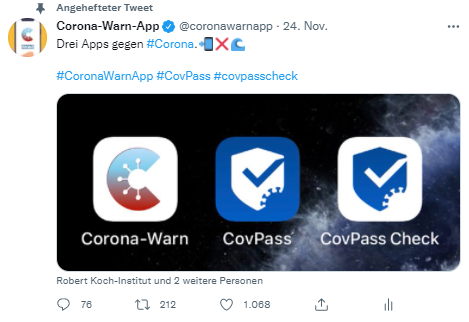 Angehefteter Tweet
Corona-Warn-App @coronawarnapp · 24. Nov.
Drei Apps gegen #Corona.📲❌🌊
#CoronaWarnApp #CovPass #covpasscheck
Corona-Warn CovPass CovPass Check
Robert Koch-Institut und 2 weitere Personen
76 212 1.068